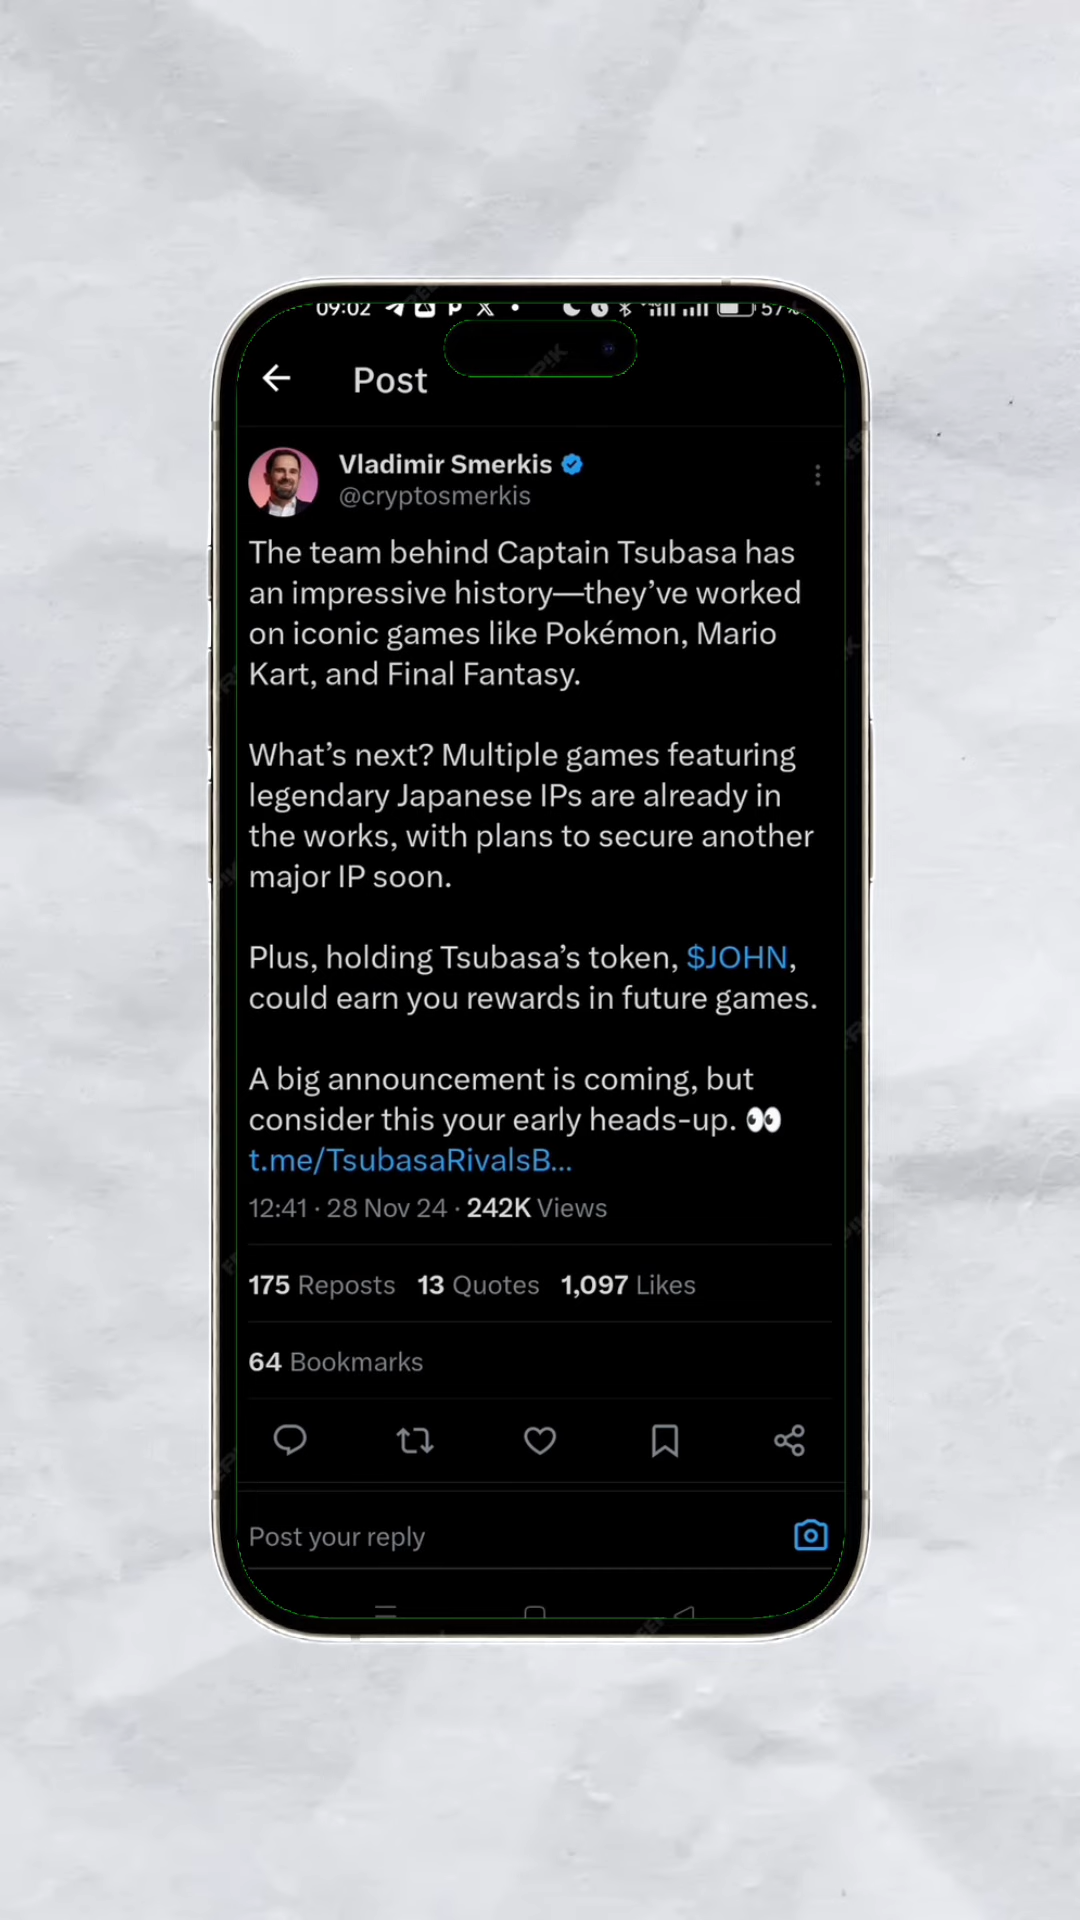 09:02
57%
Post
Vladimir Smerkis
@cryptosmerkis
The team behind Captain Tsubasa has
an impressive history—they’ve worked
on iconic games like Pokémon, Mario
Kart, and Final Fantasy.
What’s next? Multiple games featuring
legendary Japanese IPs are already in
the works, with plans to secure another
major IP soon.
Plus, holding Tsubasa’s token, $JOHN,
could earn you rewards in future games.
A big announcement is coming, but
consider this your early heads-up. 👀
t.me/TsubasaRivalsB...
12:41 · 28 Nov 24 · 242K Views
175 Reposts 13 Quotes 1,097 Likes
64 Bookmarks
Post your reply